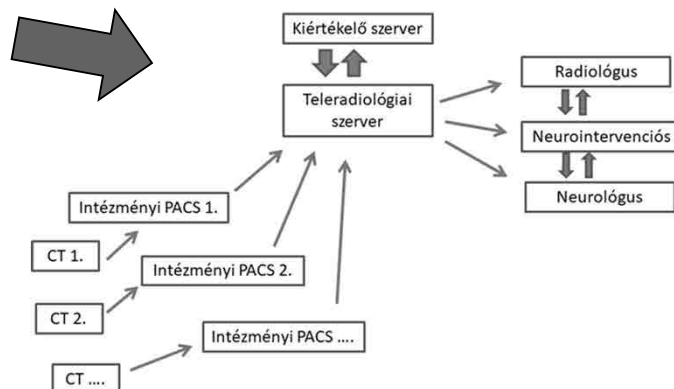 Kiértékelő szerver
Teleradiológiai
szerver
Radiológus
Neurointervenciós
Neurológus
Intézményi PACS 1.
CT 1.
Intézményi PACS 2.
CT 2.
Intézményi PACS ....
CT ....